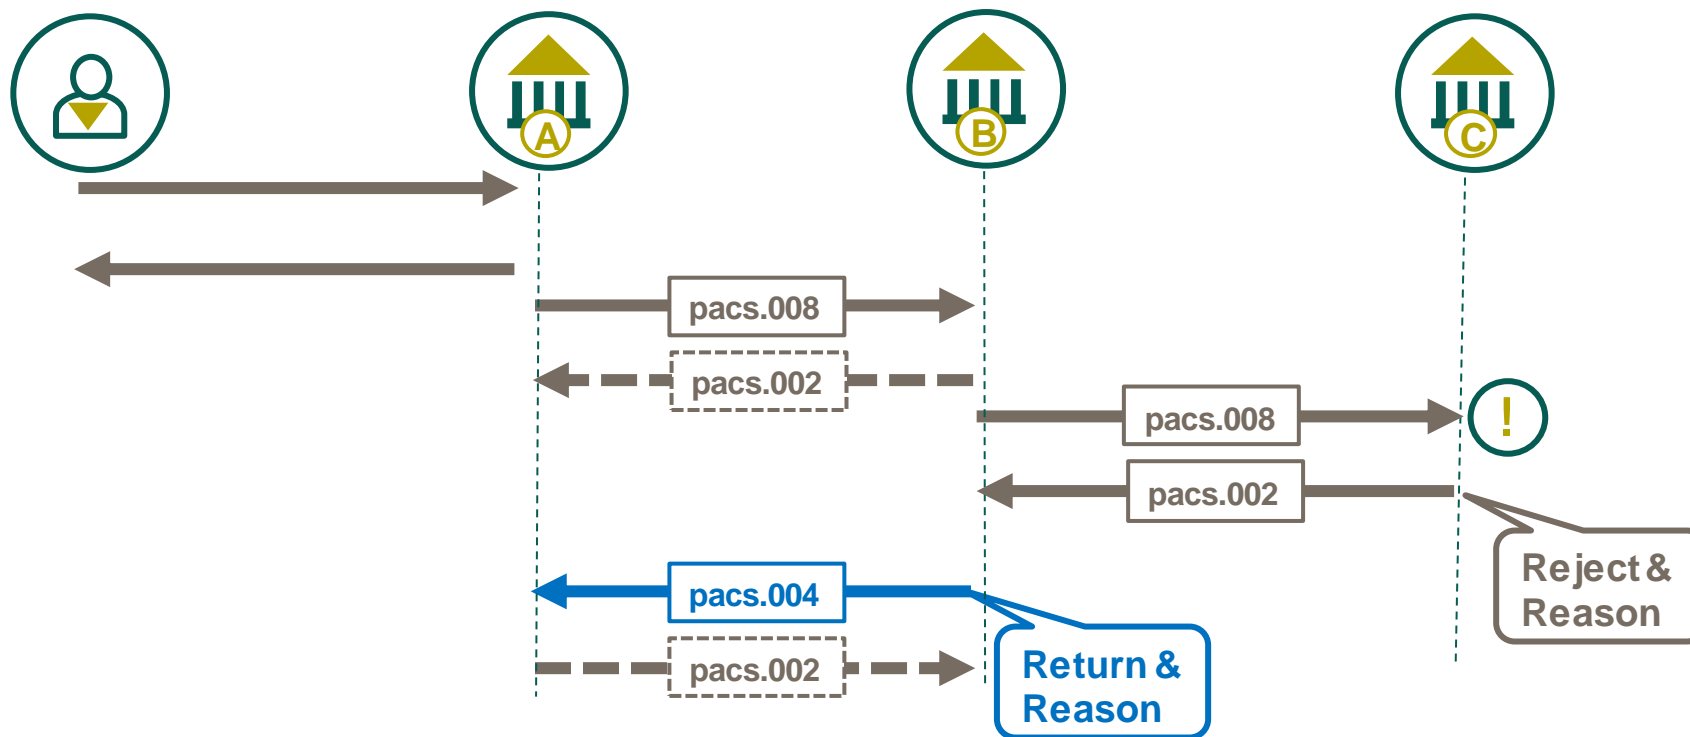 A
B
C
pacs.008
pacs.002
pacs.008
!
pacs.002
Reject &
Reason
pacs.004
pacs.002
Return &
Reason